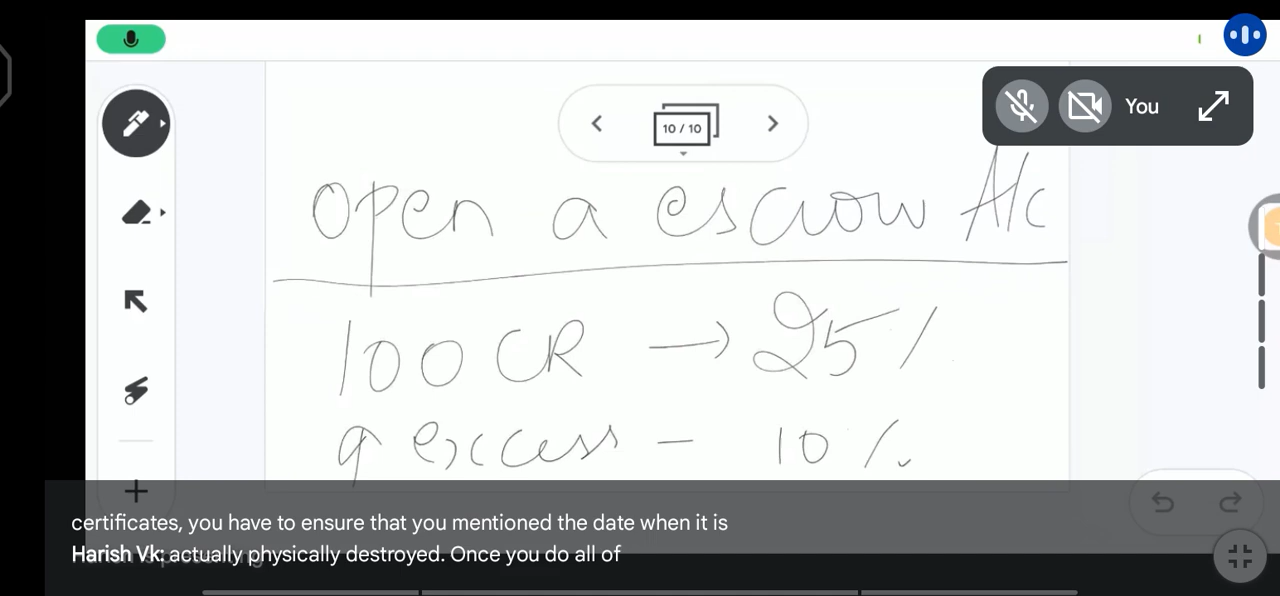 You
10 / 10
Open a escrow A/c
100 CR → 25%
g excess - 10%.
certificates, you have to ensure that you mentioned the date when it is
Harish Vk: actually physically destroyed. Once you do all of